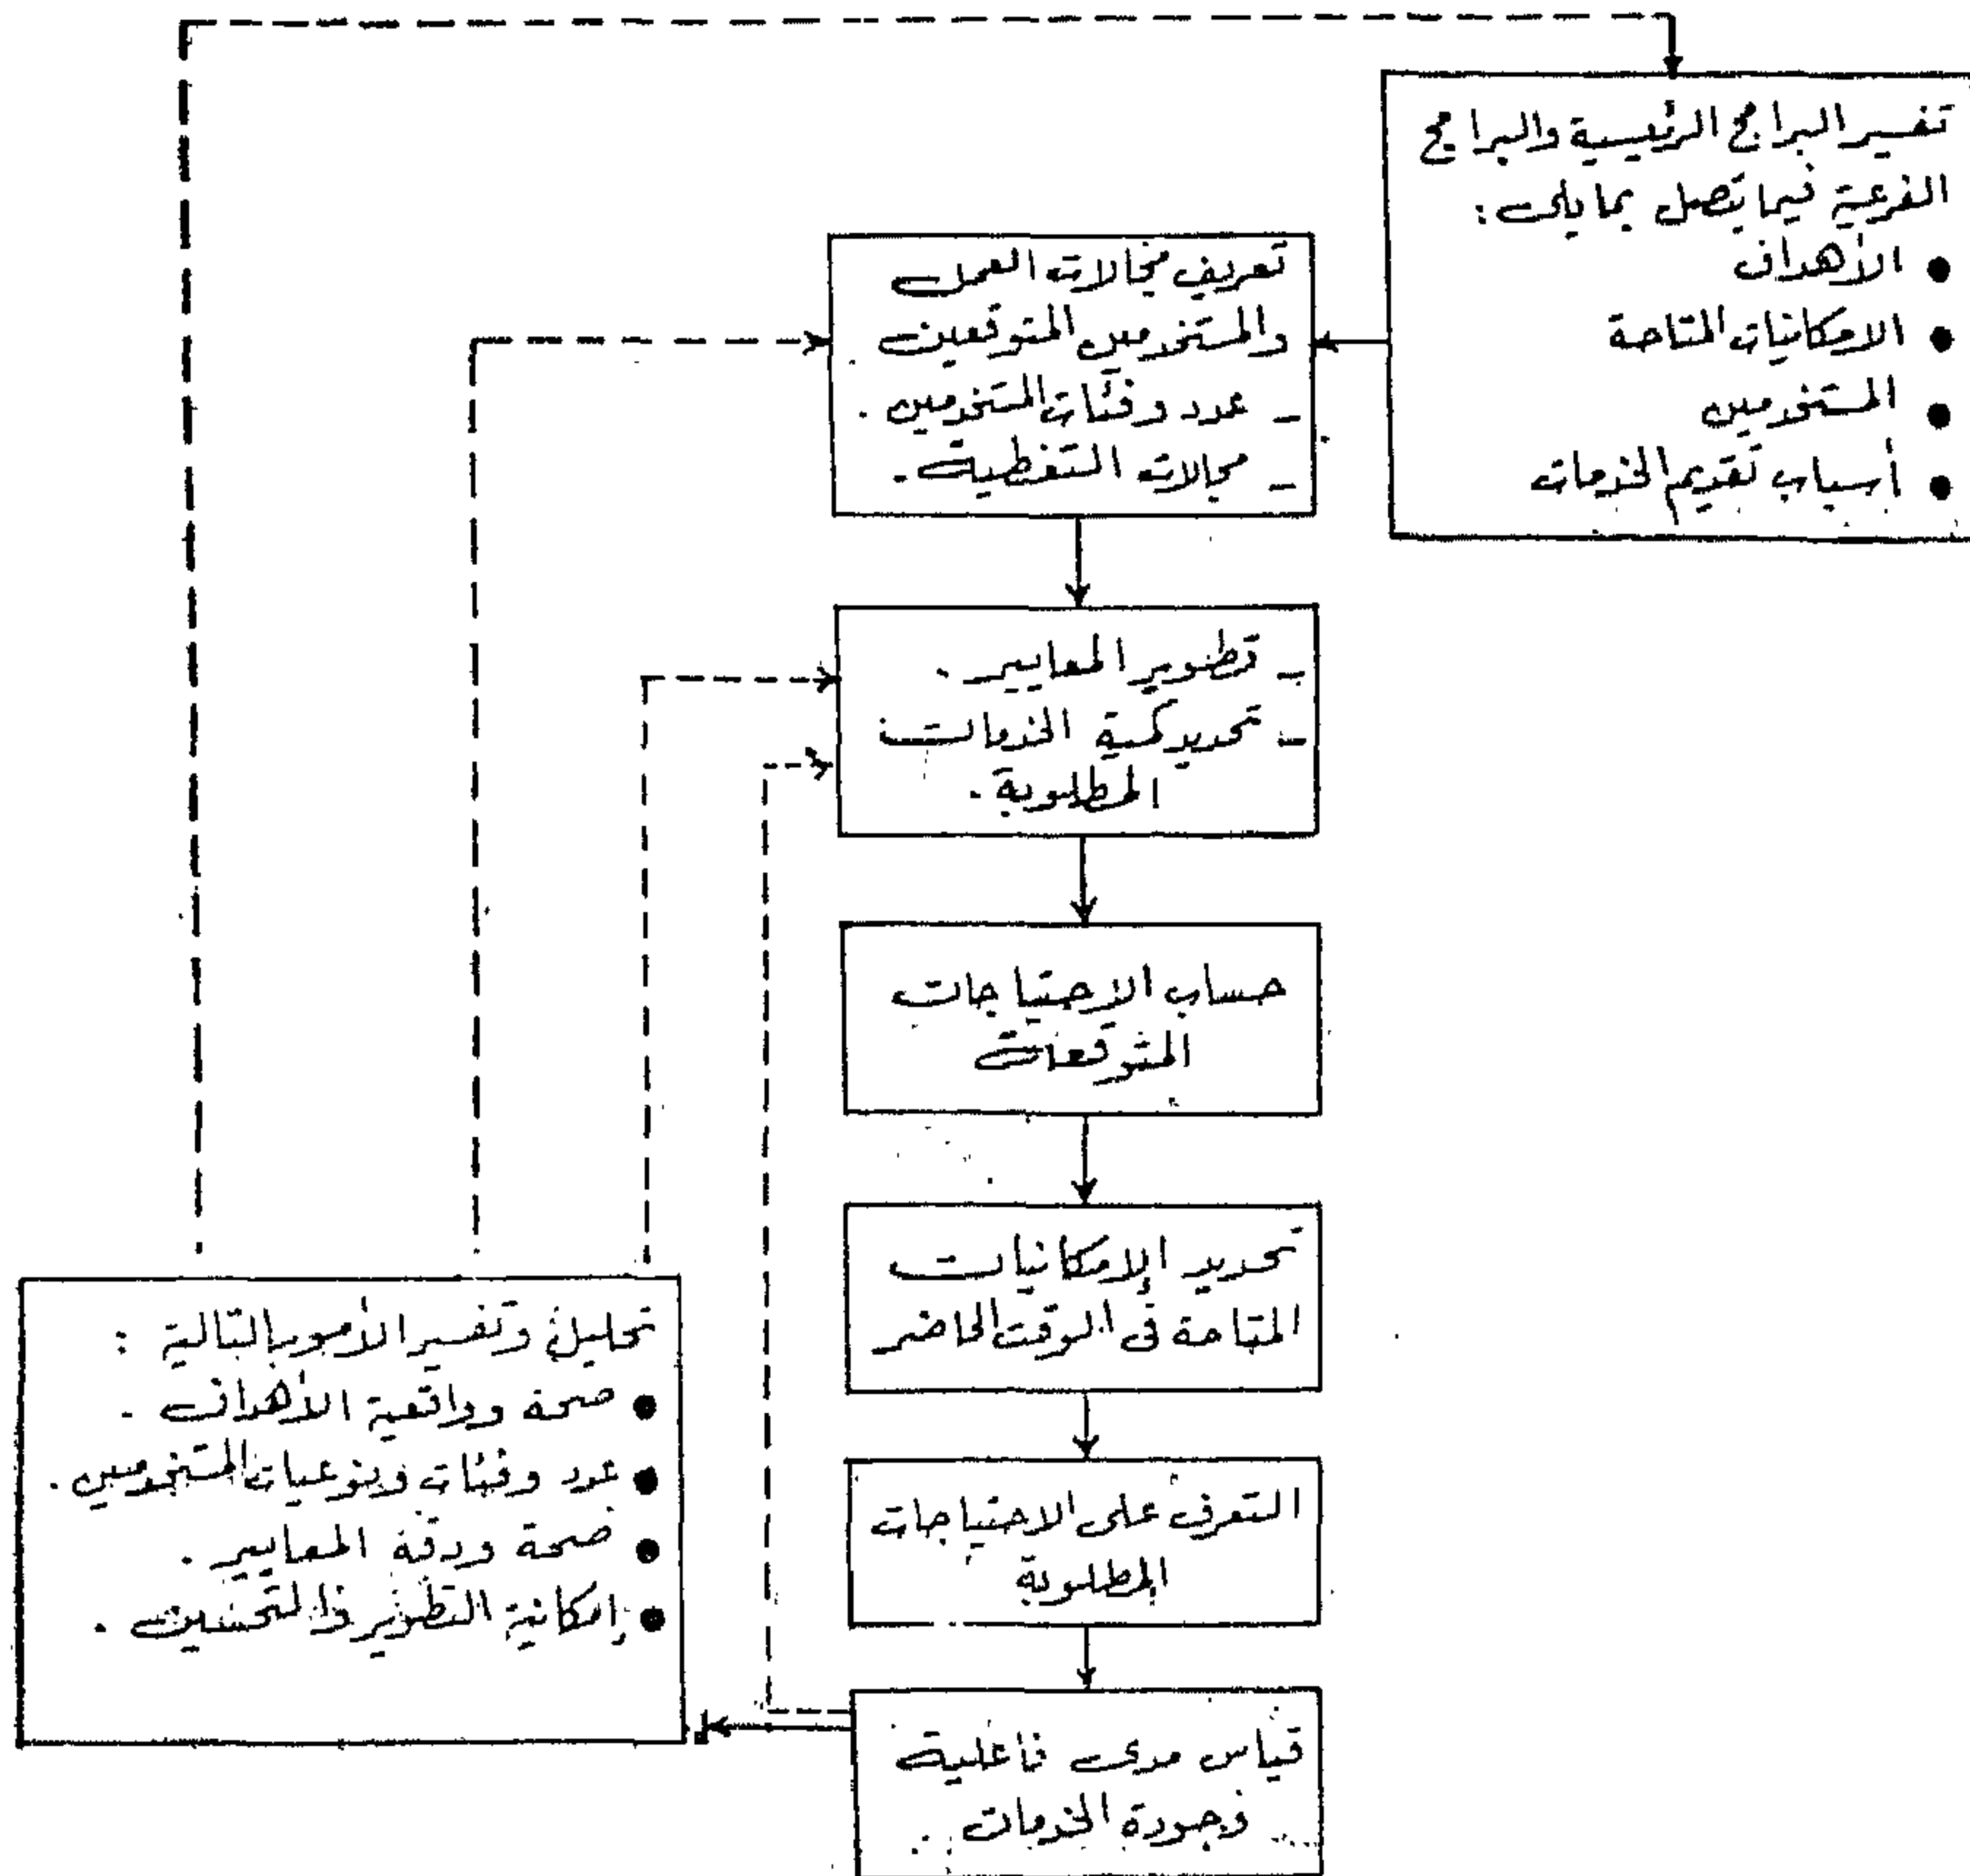 تفسير البرامج الرئيسية والبرامج
الفرعية فيما يتصل بما يلى :
● الأهداف
● الامكانيات المتاحة
● المستخدمين
● أسباب تقديم الخدمات
تعريف مجالات العمل
والمستخدمين المتوقعين
- عدد وفئات المستخدمين .
- مجالات التغطية .
- تطوير المعايير .
- تحديد كمية الخدمات
المطلوبة .
حساب الاحتياجات
المتوقعة
تحديد الإمكانيات
المتاحة فى الوقت الحاضر
التعرف على الاحتياجات
المطلوبة
قياس مدى فاعلية
وجودة الخدمات
تحليل وتفسير الأمور التالية :
● صحة وواقعية الأهداف .
● عدد وفئات ونوعيات المستخدمين .
● صحة ودقة المعايير .
● إمكانية التطوير والتحسين .